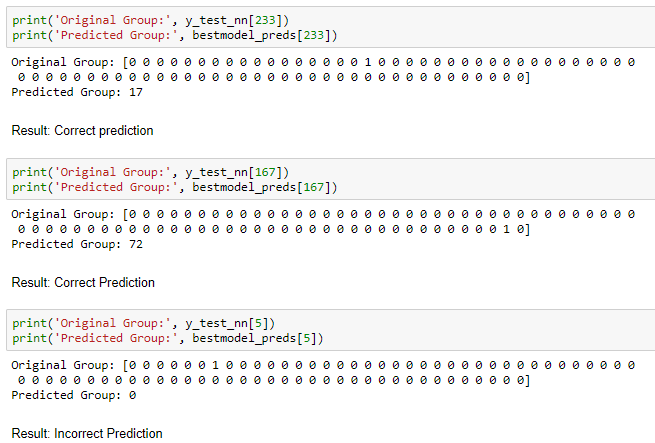 print('Original Group:', y_test_nn[233])
print('Predicted Group:', bestmodel_preds[233])
Original Group: [0 0 0 0 0 0 0 0 0 0 0 0 0 0 0 0 0 1 0 0 0 0 0 0 0 0 0 0 0 0 0 0 0 0 0 0 0
0 0 0 0 0 0 0 0 0 0 0 0 0 0 0 0 0 0 0 0 0 0 0 0 0 0 0 0 0 0 0 0 0 0 0 0 0]
Predicted Group: 17
Result: Correct prediction
print('Original Group:', y_test_nn[167])
print('Predicted Group:', bestmodel_preds[167])
Original Group: [0 0 0 0 0 0 0 0 0 0 0 0 0 0 0 0 0 0 0 0 0 0 0 0 0 0 0 0 0 0 0 0 0 0 0 0 0
0 0 0 0 0 0 0 0 0 0 0 0 0 0 0 0 0 0 0 0 0 0 0 0 0 0 0 0 0 0 0 0 0 0 0 1 0]
Predicted Group: 72
Result: Correct Prediction
print('Original Group:', y_test_nn[5])
print('Predicted Group:', bestmodel_preds[5])
Original Group: [0 0 0 0 0 0 1 0 0 0 0 0 0 0 0 0 0 0 0 0 0 0 0 0 0 0 0 0 0 0 0 0 0 0 0 0 0
0 0 0 0 0 0 0 0 0 0 0 0 0 0 0 0 0 0 0 0 0 0 0 0 0 0 0 0 0 0 0 0 0 0 0 0 0]
Predicted Group: 0
Result: Incorrect Prediction